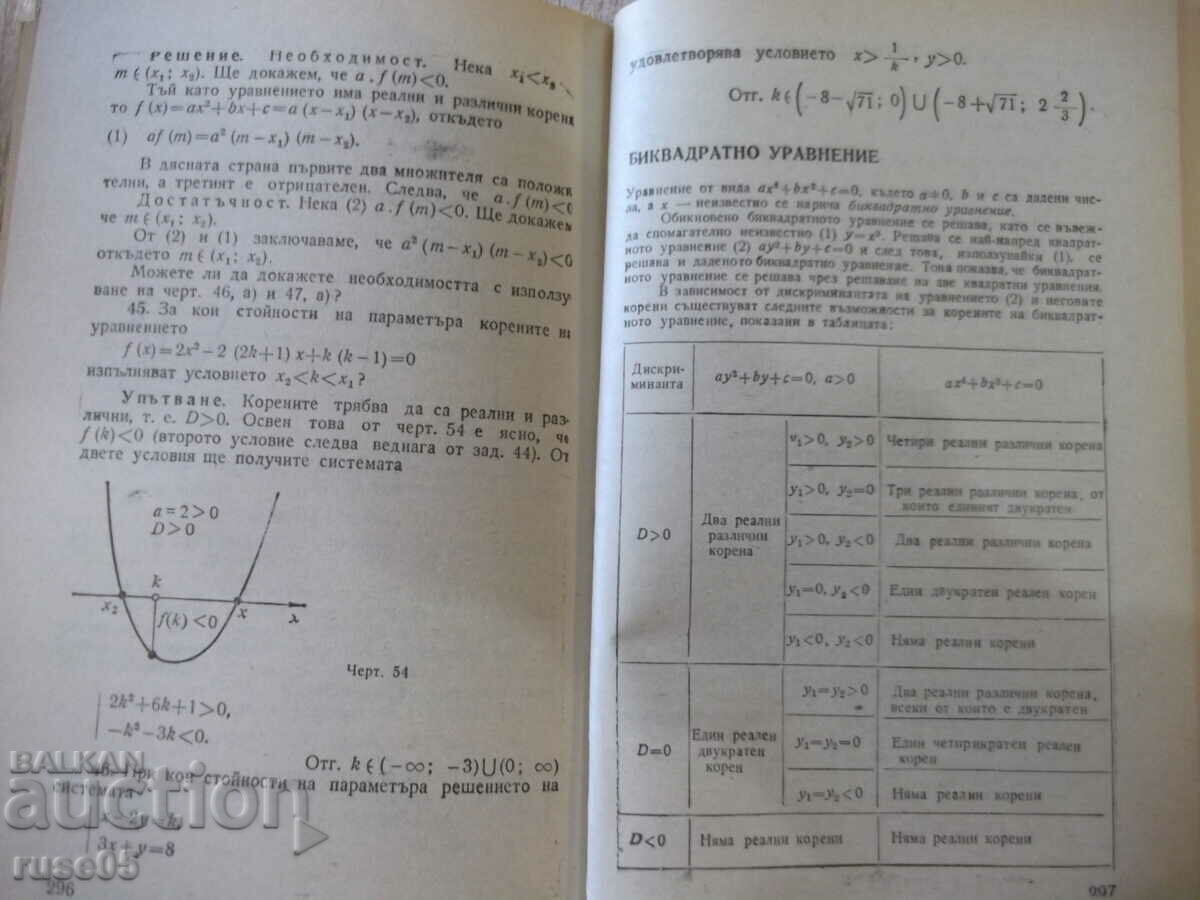 Решение. Необходимост. Нека x₁<x₂
m ∈ (x₁; x₂). Ще докажем, че a.f(m)<0.
Тъй като уравнението има реални и различни корени
то f(x)=ax²+bx+c=a (x−x₁) (x−x₂), откъдето
(1) af(m)=a² (m−x₁) (m−x₂).
В дясната страна първите два множителя са положи
телни, а третият е отрицателен. Следва, че a.f(m)<0
Достатъчност. Нека (2) a.f(m)<0. Ще докажем
че m ∈ (x₁; x₂).
От (2) и (1) заключаваме, че a² (m−x₁) (m−x₂)<0
откъдето m ∈ (x₁; x₂).
Можете ли да докажете необходимостта с използу
ване на черт. 46, а) и 47, а)?
45. За кои стойности на параметъра корените на
уравнението
f(x)=2x²−2 (2k+1) x+k (k−1)=0
изпълняват условието x₂<k<x₁?
Упътване. Корените трябва да са реални и раз-
лични, т. е. D>0. Освен това от черт. 54 е ясно, че
f(k)<0 (второто условие следва веднага от зад. 44). От
двете условия ще получите системата
a=2>0
D>0
k
x₂
x
x
f(k)<0
Черт. 54
2k²+6k+1>0,
−k²−3k<0.
Отг. k ∈ (−∞; −3)∪(0; ∞)
46. При кои стойности на параметъра решението на
системата
x−2y=k,
3x+y=8
296
удовлетворява условието x> 1/k, y>0.
Отг. k ∈ (−8−√71; 0) ∪ (−8+√71; 2 2/3).
БИКВАДРАТНО УРАВНЕНИЕ
Уравнение от вида ax⁴+bx²+c=0, където a≠0, b и c са дадени чис-
ла, а x — неизвестно се нарича биквадратно уравнение.
Обикновено биквадратното уравнение се решава, като се въвеж-
да спомагателно неизвестно (1) y=x². Решава се най-напред квадрат-
ното уравнение (2) ay²+by+c=0 и след това, използувайки (1), се
решава и даденото биквадратно уравнение. Това показва, че биквадрат-
ното уравнение се решава чрез решаване на две квадратни уравнения.
В зависимост от дискриминантата на уравнението (2) и неговите
корени съществуват следните възможности за корените на биквадрат-
ното уравнение, показани в таблицата:
Дискри-
минанта
ay²+by+c=0, a>0
ax⁴+bx²+c=0
D>0
Два реални
различни
корена
y₁>0, y₂>0 Четири реални различни корена
y₁>0, y₂=0 Три реални различни корена, от
които единият двукратен
y₁>0, y₂<0 Два реални различни корена
y₁=0, y₂<0 Един двукратен реален корен
y₁<0, y₂<0 Няма реални корени
D=0
Един реален
двукратен
корен
y₁=y₂>0 Два реални различни корена,
всеки от които е двукратен
y₁=y₂=0 Един четирикратен реален
корен
y₁=y₂<0 Няма реални корени
D<0 Няма реални корени Няма реални корени
297
BALKAN
auction
ruse05